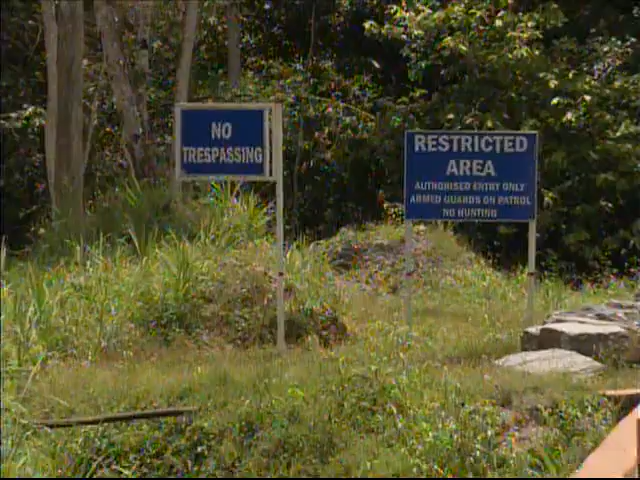 NO
TRESPASSING
RESTRICTED
AREA
AUTHORISED ENTRY ONLY
ARMED GUARDS ON PATROL
NO HUNTING